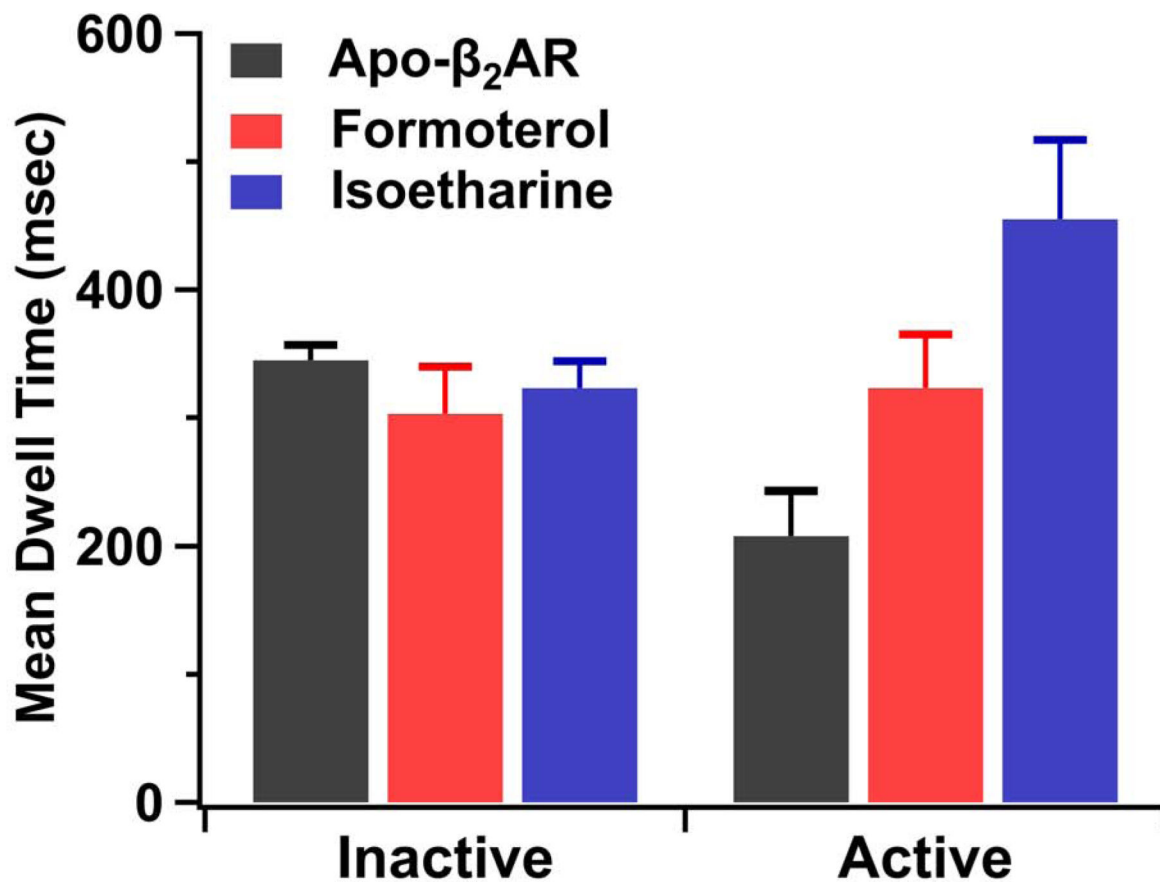 Mean Dwell Time (msec)
600
400
200
0
Apo-β₂AR
Formoterol
Isoetharine
Inactive
Active